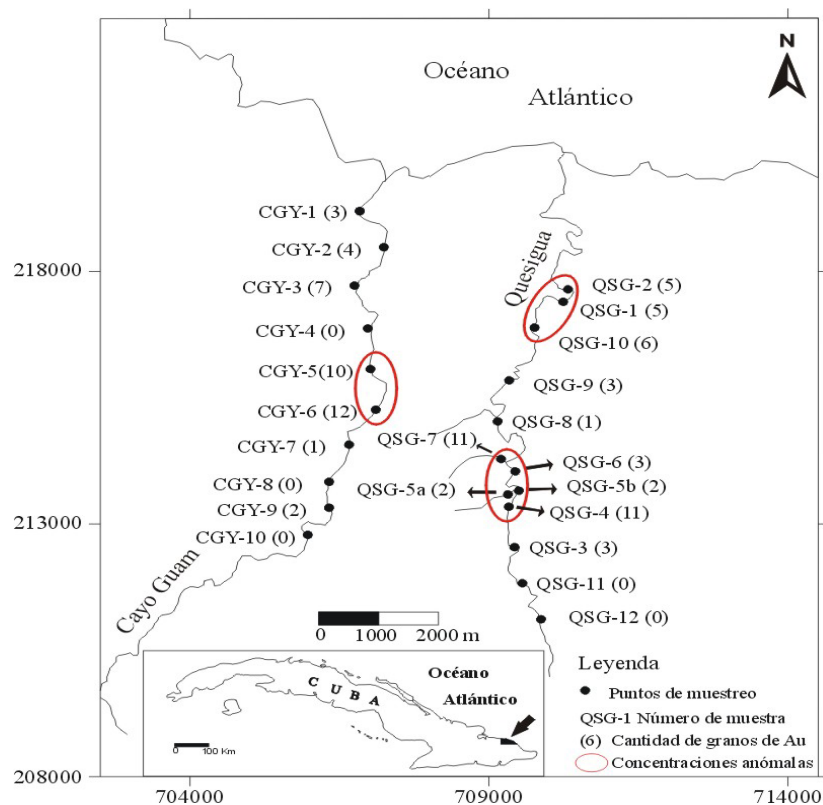 N
Océano
Atlántico
CGY-1 (3)
CGY-2 (4)
218000
CGY-3 (7)
Quesigua
QSG-2 (5)
QSG-1 (5)
CGY-4 (0)
QSG-10 (6)
CGY-5(10)
QSG-9 (3)
CGY-6 (12)
QSG-8 (1)
CGY-7 (1)
QSG-7 (11)
QSG-6 (3)
CGY-8 (0)
QSG-5a (2)
QSG-5b (2)
CGY-9 (2)
QSG-4 (11)
213000
CGY-10 (0)
QSG-3 (3)
Cayo Guam
QSG-11 (0)
QSG-12 (0)
0 1000 2000 m
Océano
Atlántico
CUBA
0 100 Km
Leyenda
Puntos de muestreo
QSG-1 Número de muestra
(6) Cantidad de granos de Au
Concentraciones anómalas
208000
704000
709000
714000